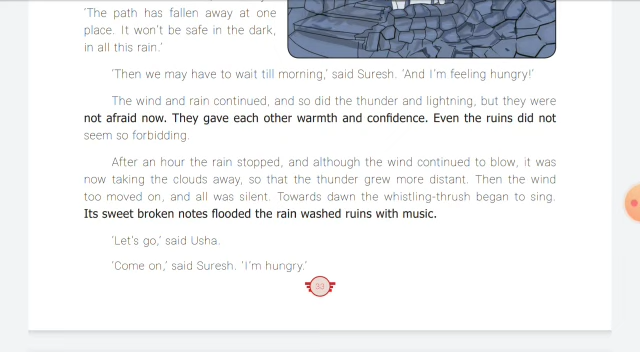 'The path has fallen away at one
place. It won't be safe in the dark,
in all this rain.'
'Then we may have to wait till morning,' said Suresh. 'And I'm feeling hungry!'
The wind and rain continued, and so did the thunder and lightning, but they were
not afraid now. They gave each other warmth and confidence. Even the ruins did not
seem so forbidding.
After an hour the rain stopped, and although the wind continued to blow, it was
now taking the clouds away, so that the thunder grew more distant. Then the wind
too moved on, and all was silent. Towards dawn the whistling-thrush began to sing.
Its sweet broken notes flooded the rain washed ruins with music.
'Let's go,' said Usha.
'Come on,' said Suresh. 'I'm hungry.'